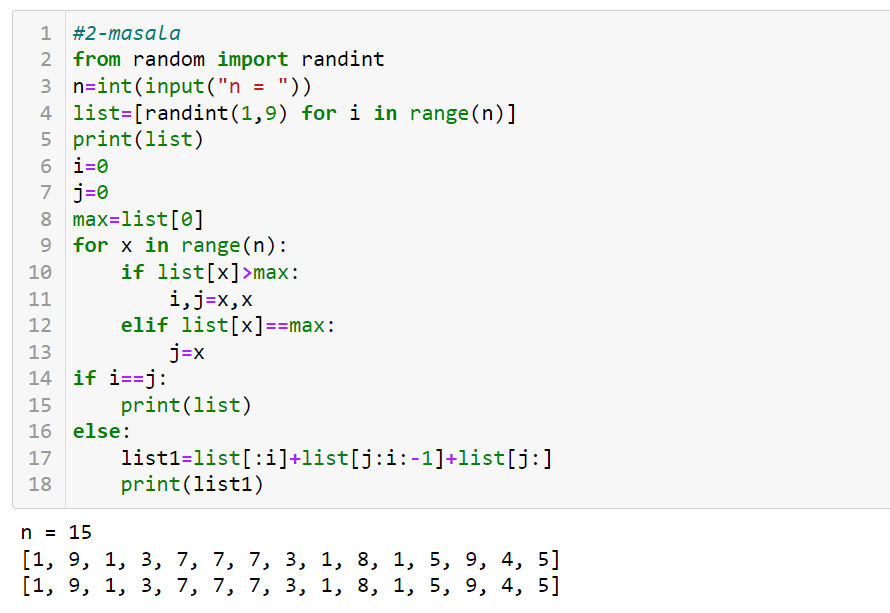 1 #2-masala
2 from random import randint
3 n=int(input("n = "))
4 list=[randint(1,9) for i in range(n)]
5 print(list)
6 i=0
7 j=0
8 max=list[0]
9 for x in range(n):
10     if list[x]>max:
11         i,j=x,x
12     elif list[x]==max:
13         j=x
14 if i==j:
15     print(list)
16 else:
17     list1=list[:i]+list[j:i:-1]+list[j:]
18     print(list1)
n = 15
[1, 9, 1, 3, 7, 7, 7, 3, 1, 8, 1, 5, 9, 4, 5]
[1, 9, 1, 3, 7, 7, 7, 3, 1, 8, 1, 5, 9, 4, 5]